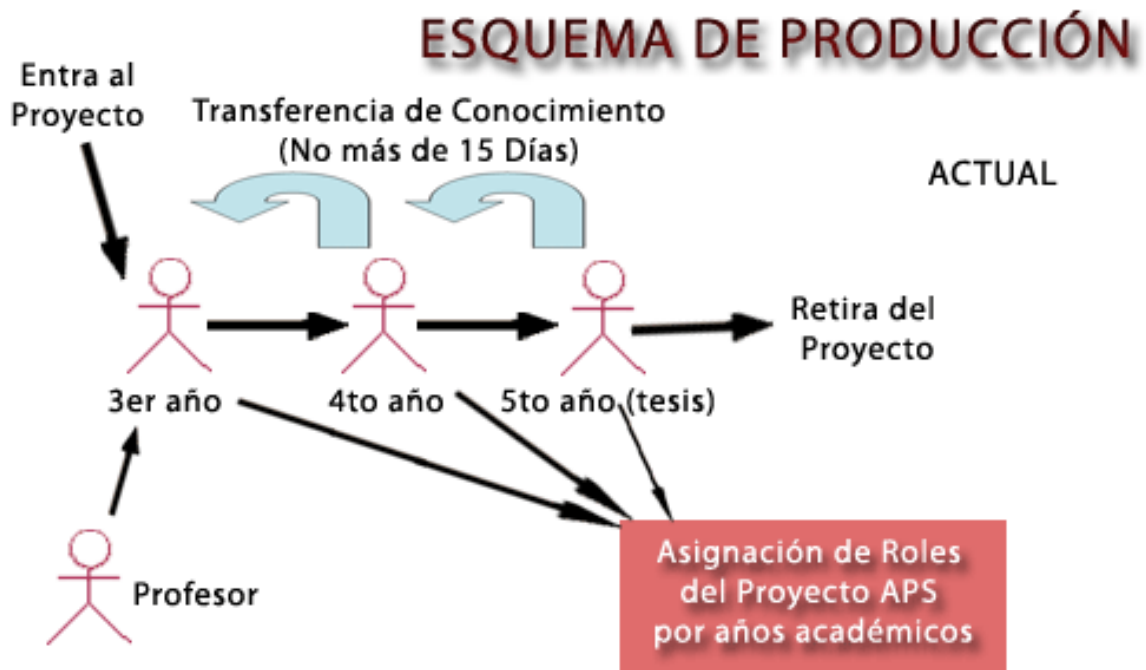 ESQUEMA DE PRODUCCIÓN
Entra al
Proyecto
Transferencia de Conocimiento
(No más de 15 Días)
ACTUAL
Retira del
Proyecto
3er año
4to año
5to año (tesis)
Profesor
Asignación de Roles
del Proyecto APS
por años académicos